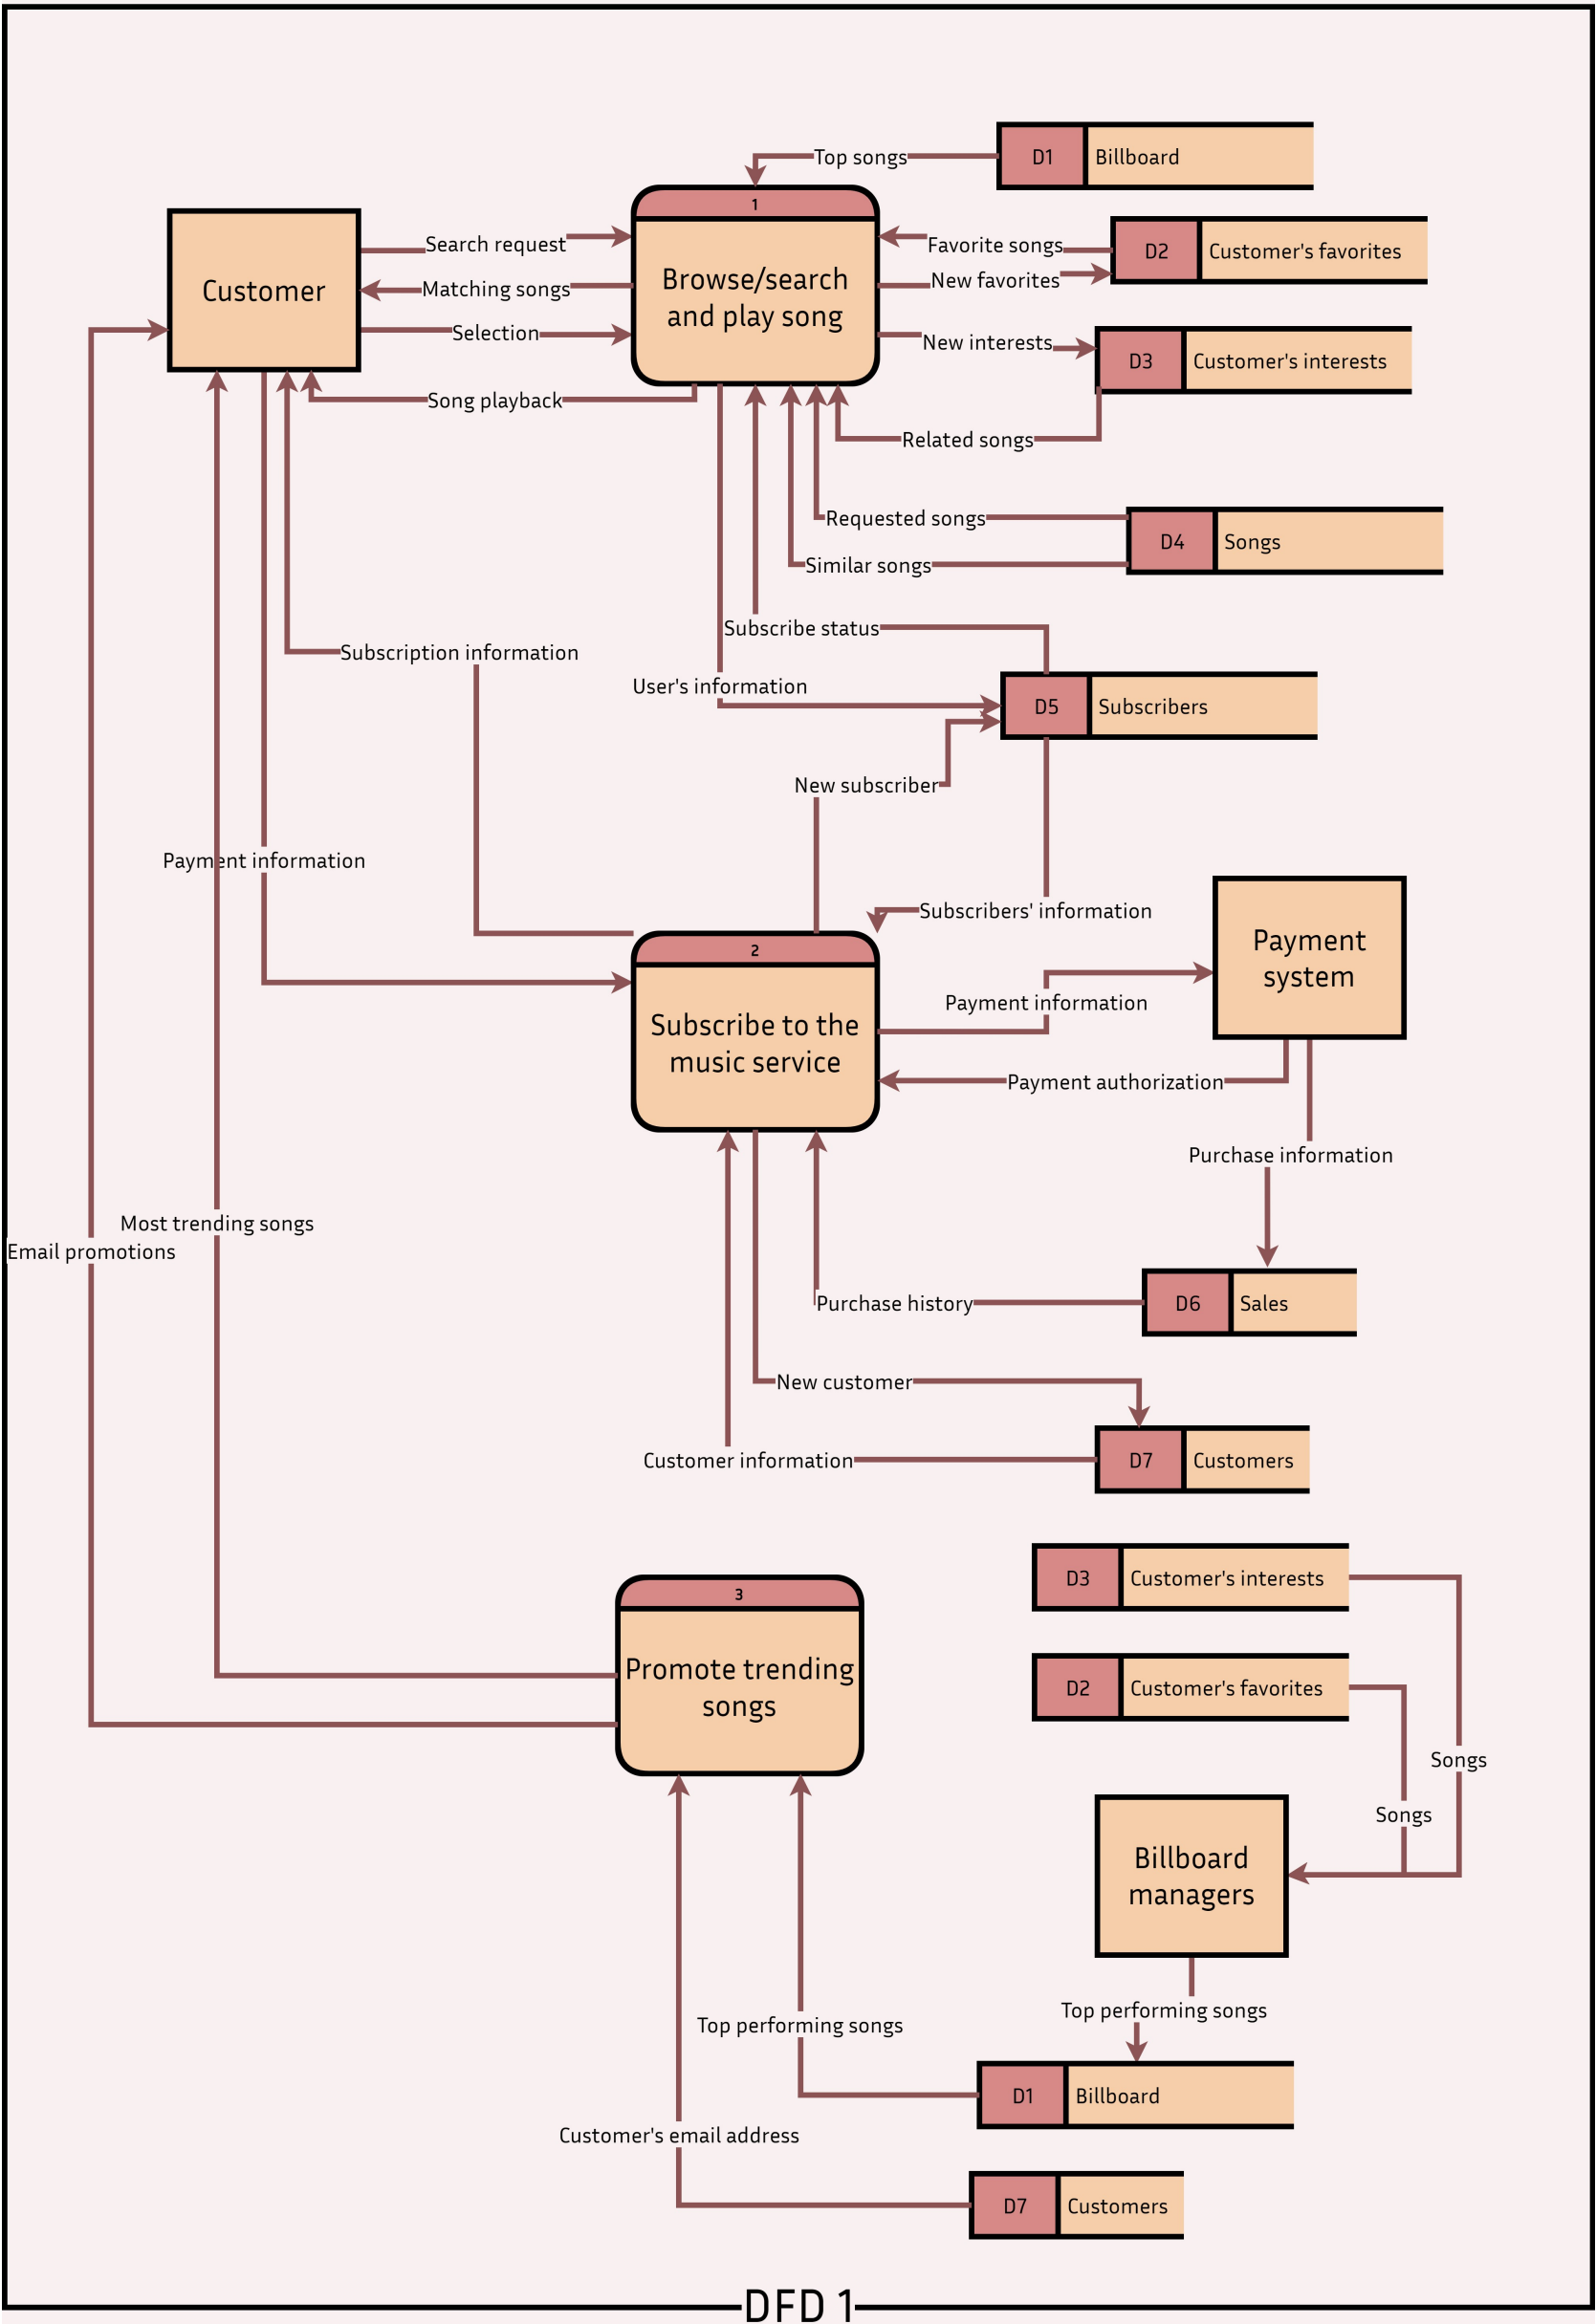 D1
Billboard
Top songs
1
Customer
Search request
Favorite songs
D2
Customer's favorites
Browse/search
and play song
New favorites
Matching songs
Selection
New interests
D3
Customer's interests
Song playback
Related songs
Requested songs
D4
Songs
Similar songs
Subscribe status
Subscription information
User's information
D5
Subscribers
New subscriber
Payment information
Subscribers' information
2
Payment
system
Subscribe to the
music service
Payment information
Payment authorization
Purchase information
Most trending songs
Email promotions
Purchase history
D6
Sales
New customer
Customer information
D7
Customers
D3
Customer's interests
3
Promote trending
songs
D2
Customer's favorites
Songs
Songs
Billboard
managers
Top performing songs
Top performing songs
D1
Billboard
Customer's email address
D7
Customers
DFD 1